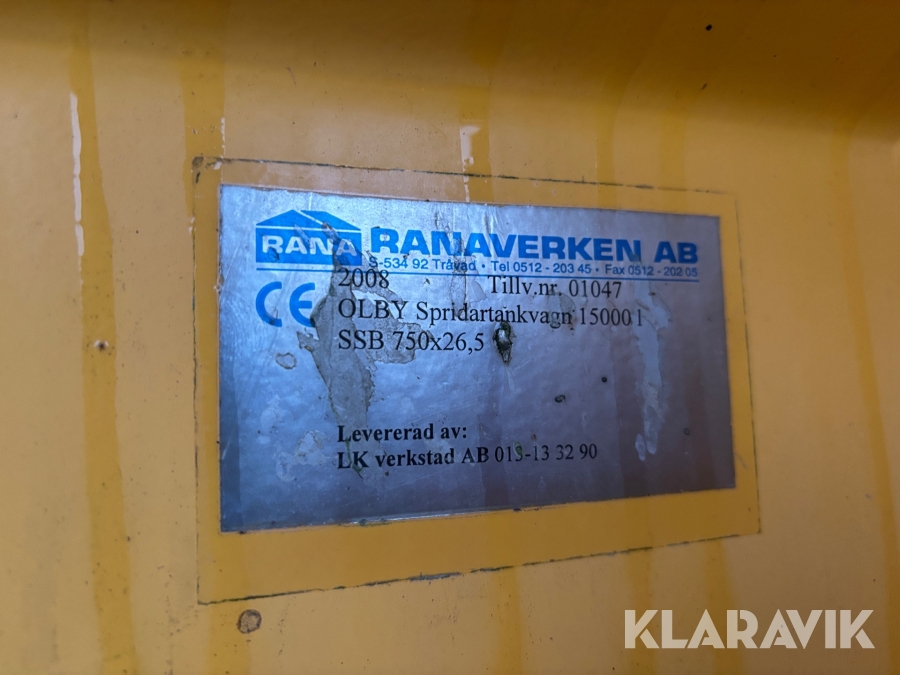 RANA RANAVERKEN AB
S-534 92 Tråvad • Tel 0512 - 203 45 • Fax 0512 - 202 05
2008 Tillv.nr. 01047
CE ÖLBY Spridartankvagn 15000 l
SSB 750x26,5
Levererad av:
LK verkstad AB 013-13 32 90
KLARAVIK